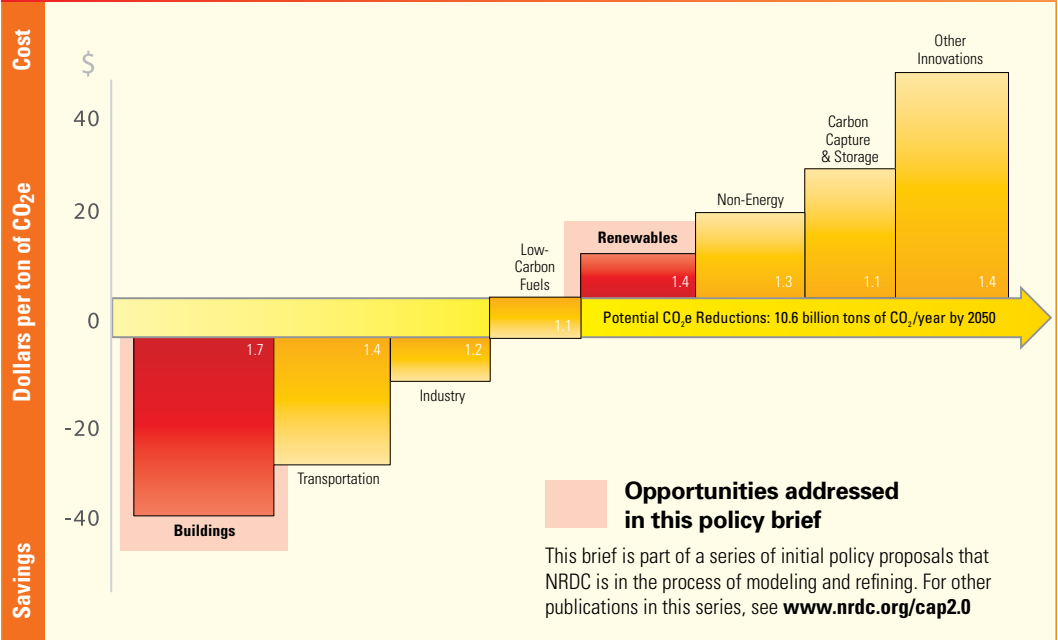 Cost
Dollars per ton of CO₂e
Savings
$
40
20
0
-20
-40
Buildings
1.7
Transportation
1.4
Industry
1.2
Low-
Carbon
Fuels
1.1
Renewables
1.4
Non-Energy
1.3
Carbon
Capture
& Storage
1.1
Other
Innovations
1.4
Potential CO₂e Reductions: 10.6 billion tons of CO₂/year by 2050
Opportunities addressed
in this policy brief
This brief is part of a series of initial policy proposals that
NRDC is in the process of modeling and refining. For other
publications in this series, see www.nrdc.org/cap2.0